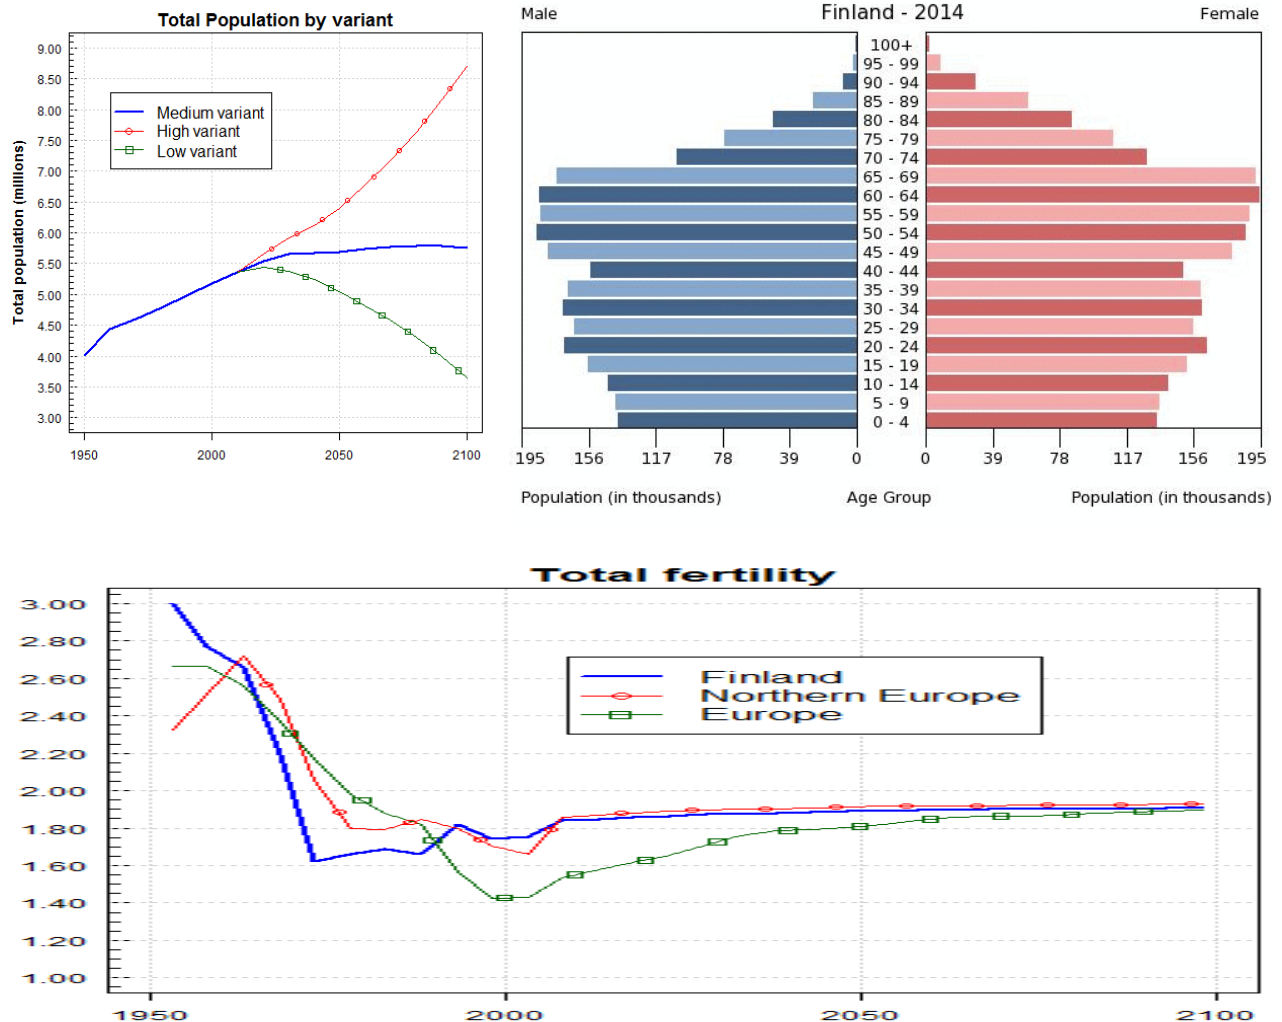 Total Population by variant
Total population (millions)
9.00
8.50
8.00
7.50
7.00
6.50
6.00
5.50
5.00
4.50
4.00
3.50
3.00
Medium variant
High variant
Low variant
1950 2000 2050 2100
Male Finland - 2014 Female
100+
95 - 99
90 - 94
85 - 89
80 - 84
75 - 79
70 - 74
65 - 69
60 - 64
55 - 59
50 - 54
45 - 49
40 - 44
35 - 39
30 - 34
25 - 29
20 - 24
15 - 19
10 - 14
5 - 9
0 - 4
195 156 117 78 39 0 0 39 78 117 156 195
Population (in thousands) Age Group Population (in thousands)
Total fertility
3.00
2.80
2.60
2.40
2.20
2.00
1.80
1.60
1.40
1.20
1.00
Finland
Northern Europe
Europe
1950 2000 2050 2100